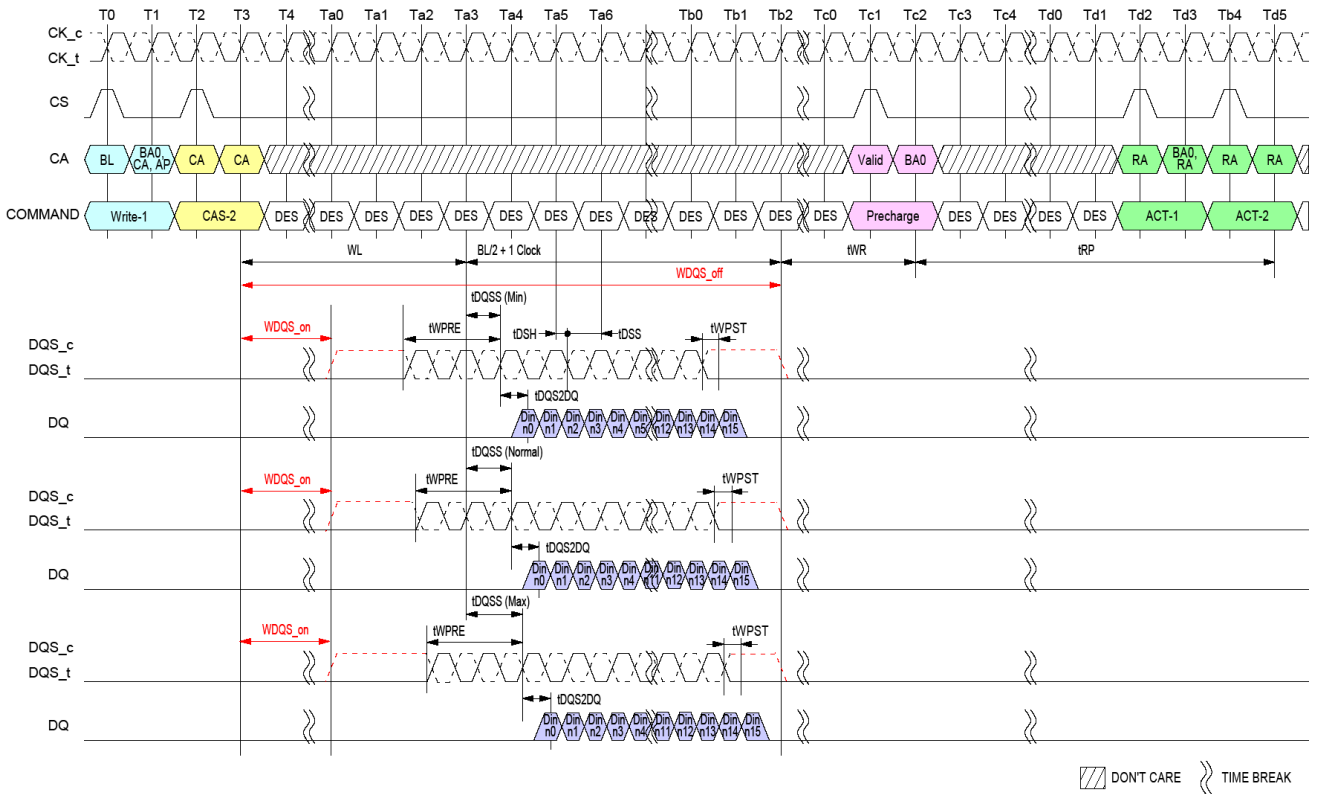 T0 T1 T2 T3 T4 Ta0 Ta1 Ta2 Ta3 Ta4 Ta5 Ta6 Tb0 Tb1 Tb2 Tc0 Tc1 Tc2 Tc3 Tc4 Td0 Td1 Td2 Td3 Tb4 Td5
CK_c
CK_t
CS
CA BL BA0, CA, AP CA CA Valid BA0 RA BA0, RA RA RA
COMMAND Write-1 CAS-2 DES DES DES DES DES DES DES DES DES DES DES DES DES Precharge DES DES DES DES ACT-1 ACT-2
WL BL/2 + 1 Clock tWR tRP
WDQS_off
tDQSS (Min)
WDQS_on tWPRE tDSH tDSS tWPST
DQS_c
DQS_t
tDQS2DQ
DQ Din n0 Din n1 Din n2 Din n3 Din n4 Din n5 Din n12 Din n13 Din n14 Din n15
tDQSS (Normal)
WDQS_on tWPRE tWPST
DQS_c
DQS_t
tDQS2DQ
DQ Din n0 Din n1 Din n2 Din n3 Din n4 Din n11 Din n12 Din n13 Din n14 Din n15
tDQSS (Max)
WDQS_on tWPRE tWPST
DQS_c
DQS_t
tDQS2DQ
DQ Din n0 Din n1 Din n2 Din n3 Din n4 Din n11 Din n12 Din n13 Din n14 Din n15
DON'T CARE TIME BREAK